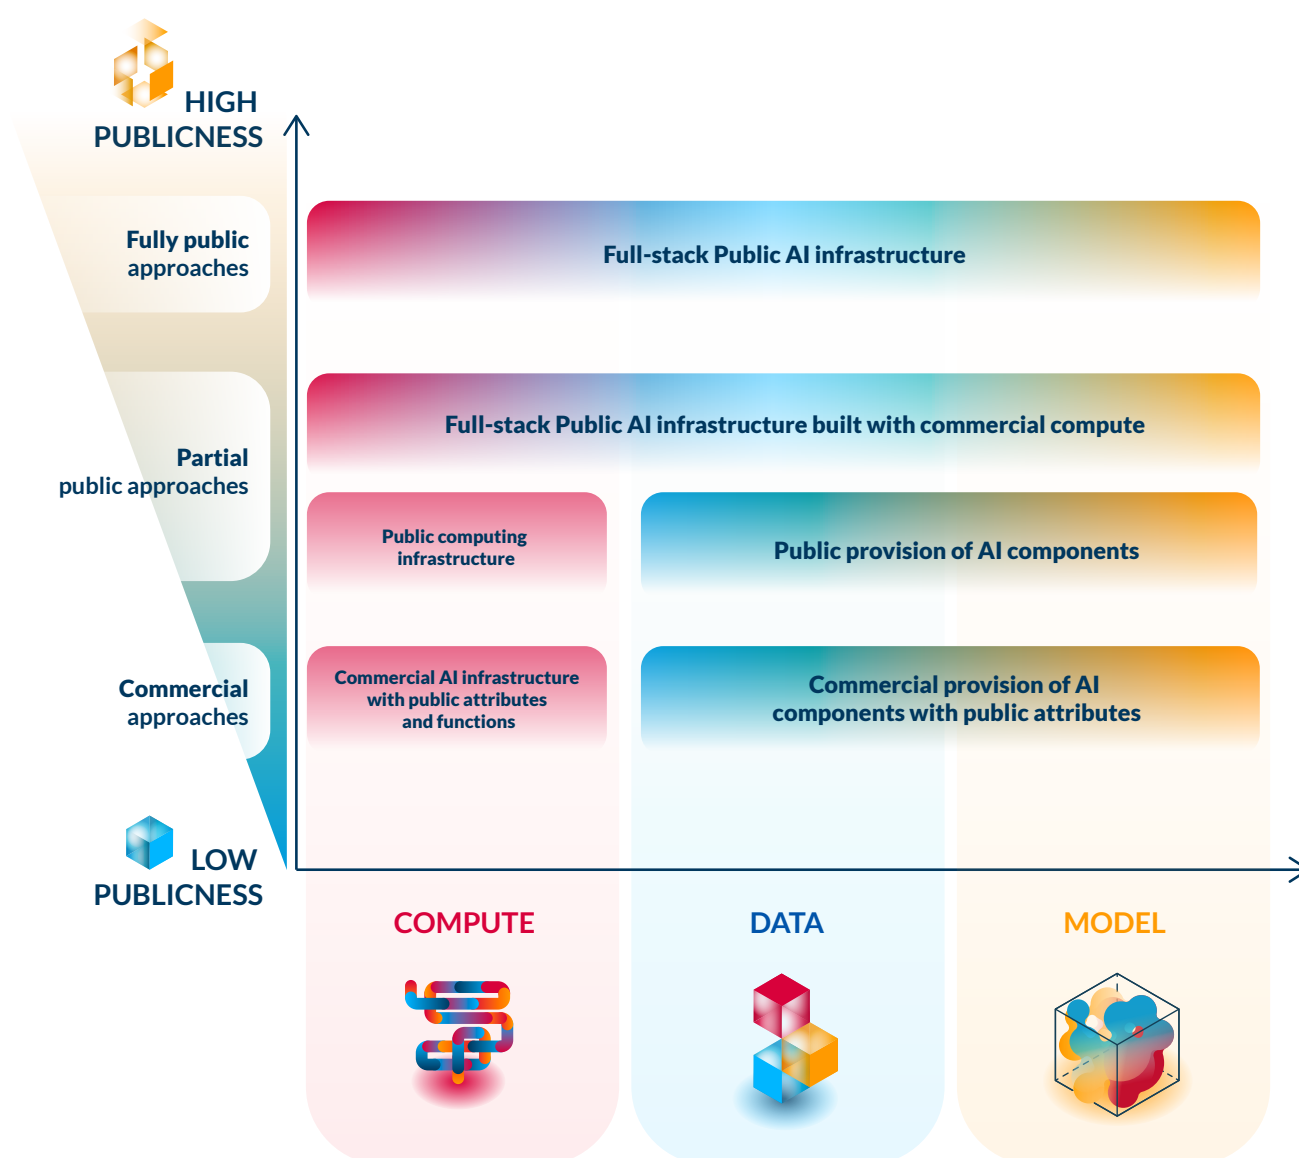 HIGH
PUBLICNESS
Fully public
approaches
Full-stack Public AI infrastructure
Partial
public approaches
Full-stack Public AI infrastructure built with commercial compute
Public computing
infrastructure
Public provision of AI components
Commercial
approaches
Commercial AI infrastructure
with public attributes
and functions
Commercial provision of AI
components with public attributes
LOW
PUBLICNESS
COMPUTE
DATA
MODEL